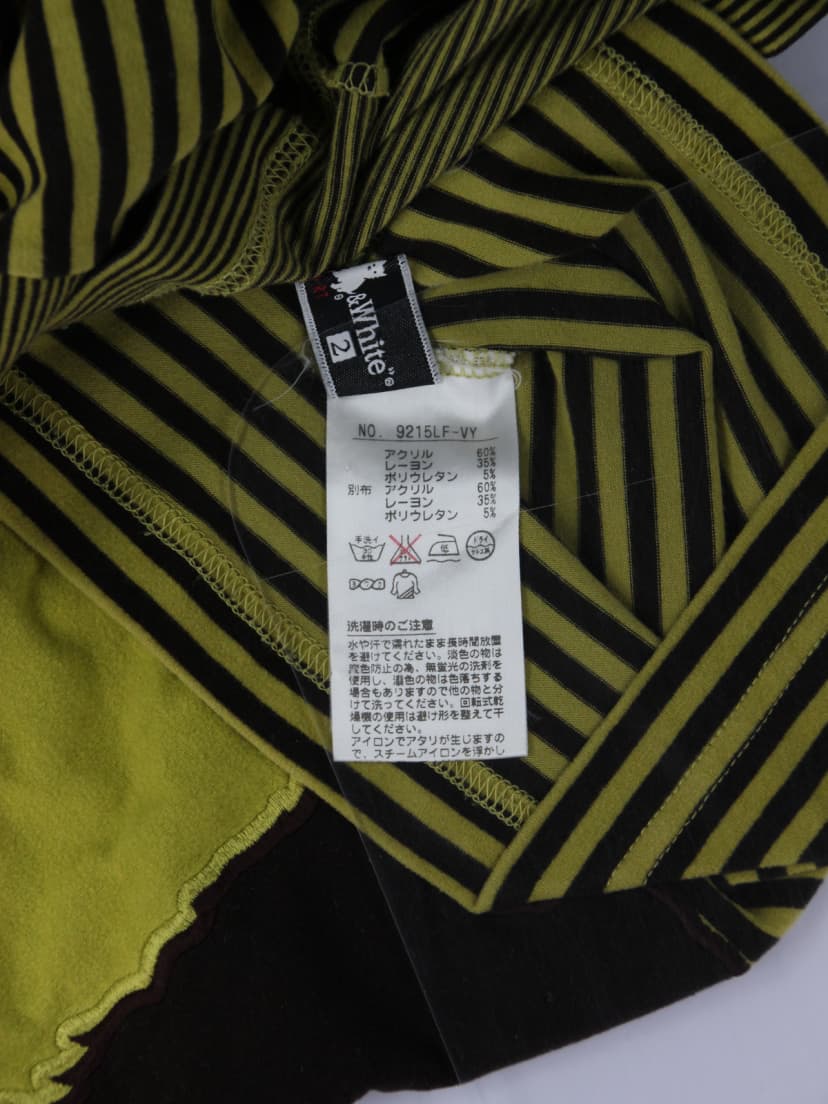 &White"®
®
2
NO. 9215LF-VY
アクリル 60%
レーヨン 35%
ポリウレタン 5%
別布 アクリル 60%
レーヨン 35%
ポリウレタン 5%
手洗イ
低
ドライ
洗濯時のご注意
水や汗で濡れたまま長時間放置
を避けてください。淡色の物は
変色防止の為、無蛍光の洗剤を
使用し、濃色の物は色落ちする
場合もありますので他の物と分
けて洗ってください。回転式乾
燥機の使用は避け形を整えて干
してください。
アイロンでアタリが生じますの
で、スチームアイロンを浮かし